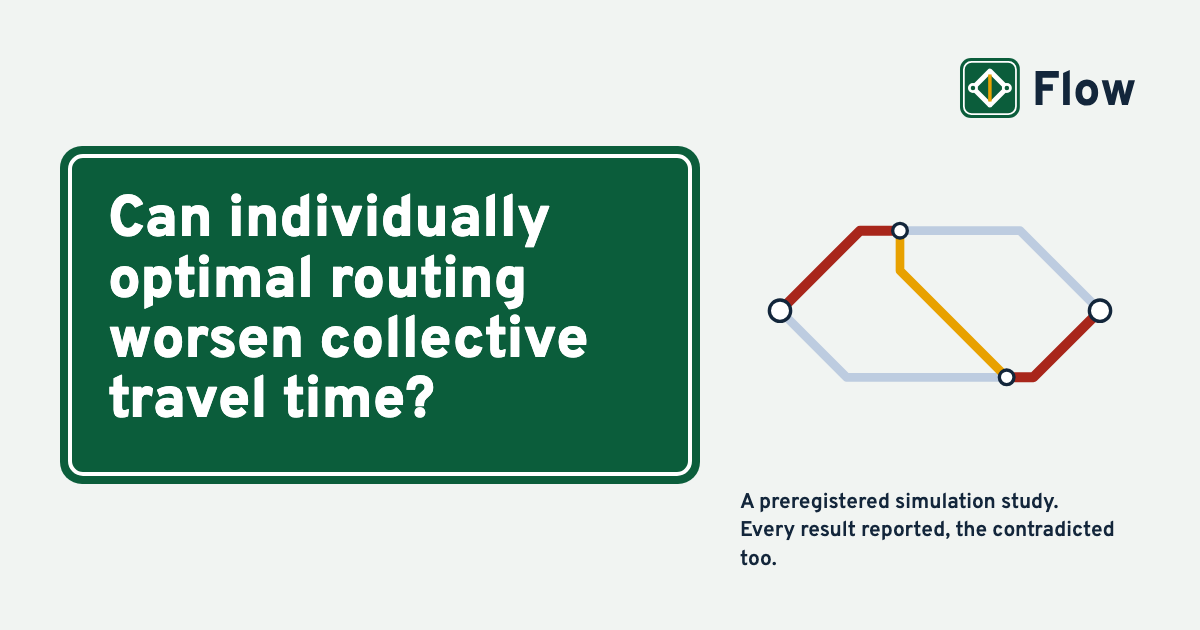 Flow
Can individually
optimal routing
worsen collective
travel time?
A preregistered simulation study.
Every result reported, the contradicted
too.